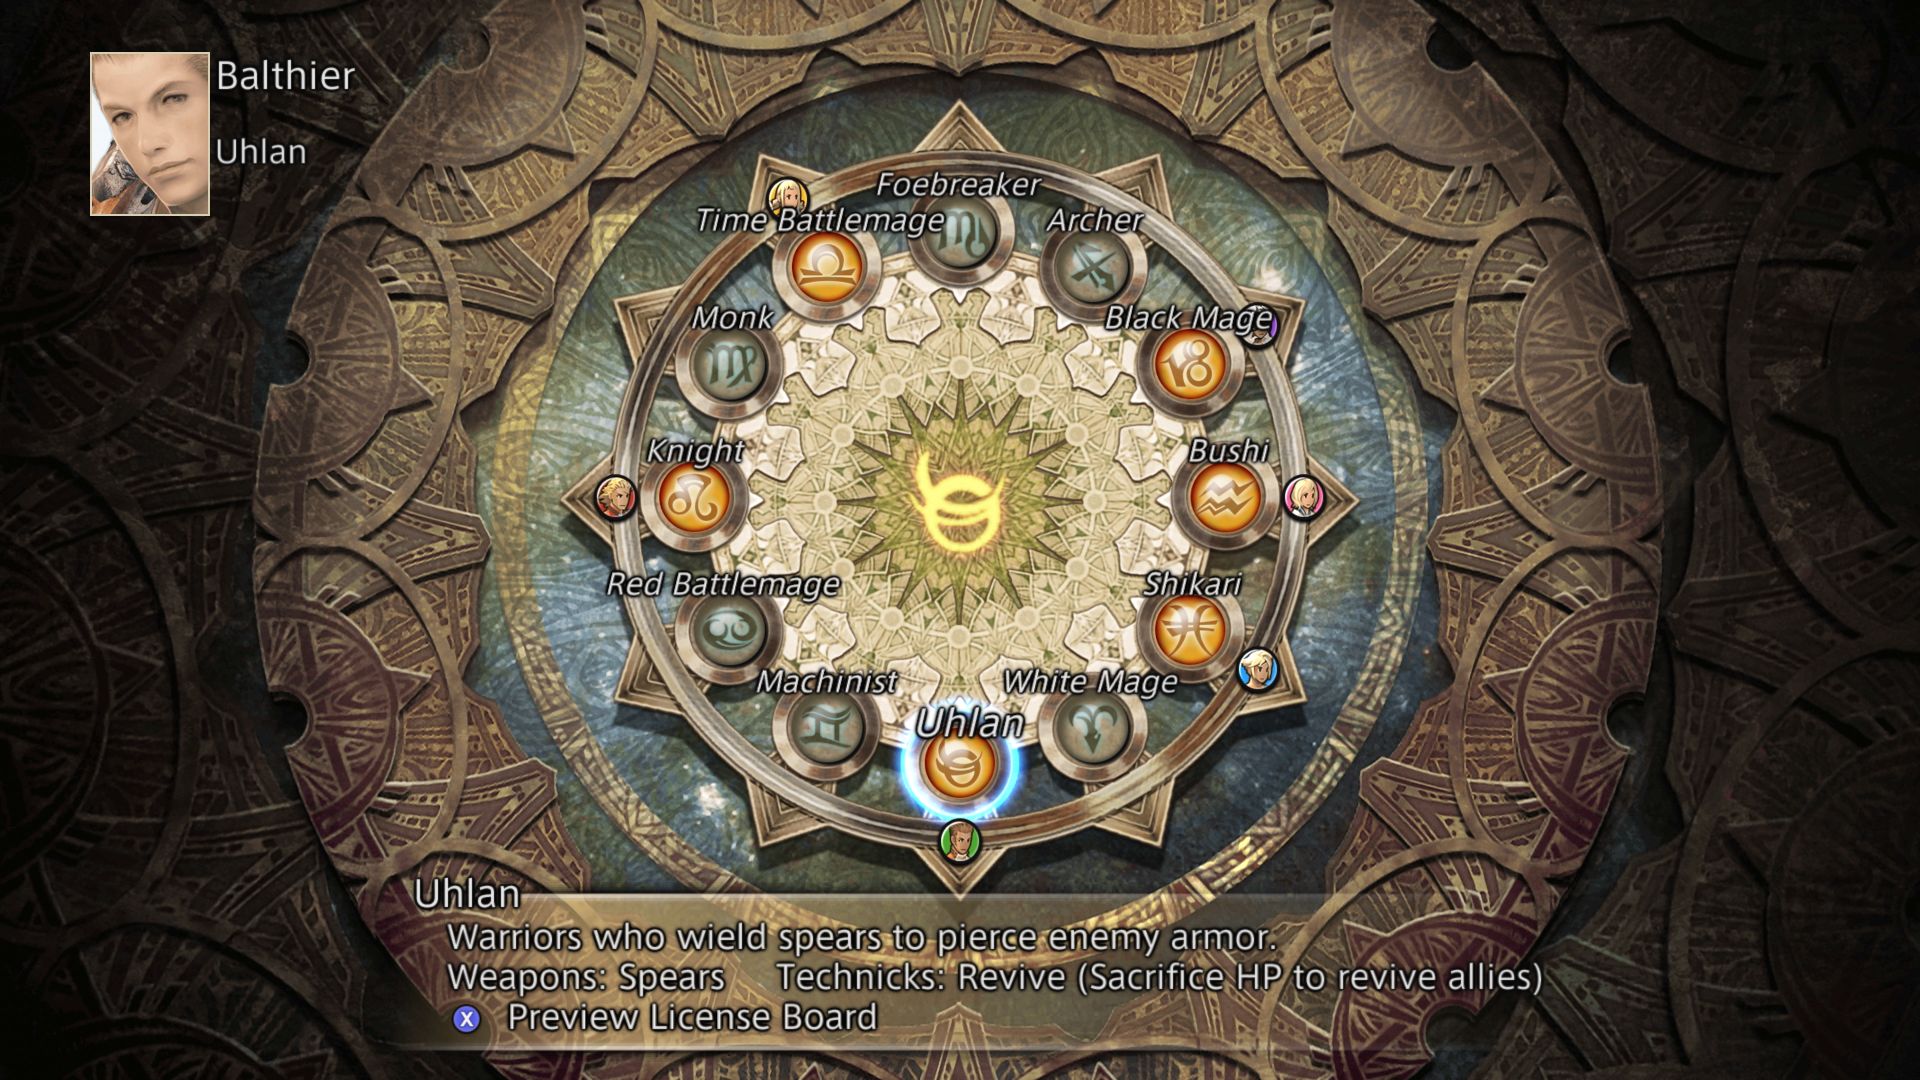 Balthier
Uhlan
Foebreaker
Time Battlemage
Archer
Monk
Black Mage
Knight
Bushi
Red Battlemage
Shikari
Machinist
White Mage
Uhlan
Uhlan
Warriors who wield spears to pierce enemy armor.
Weapons: Spears Technicks: Revive (Sacrifice HP to revive allies)
X Preview License Board